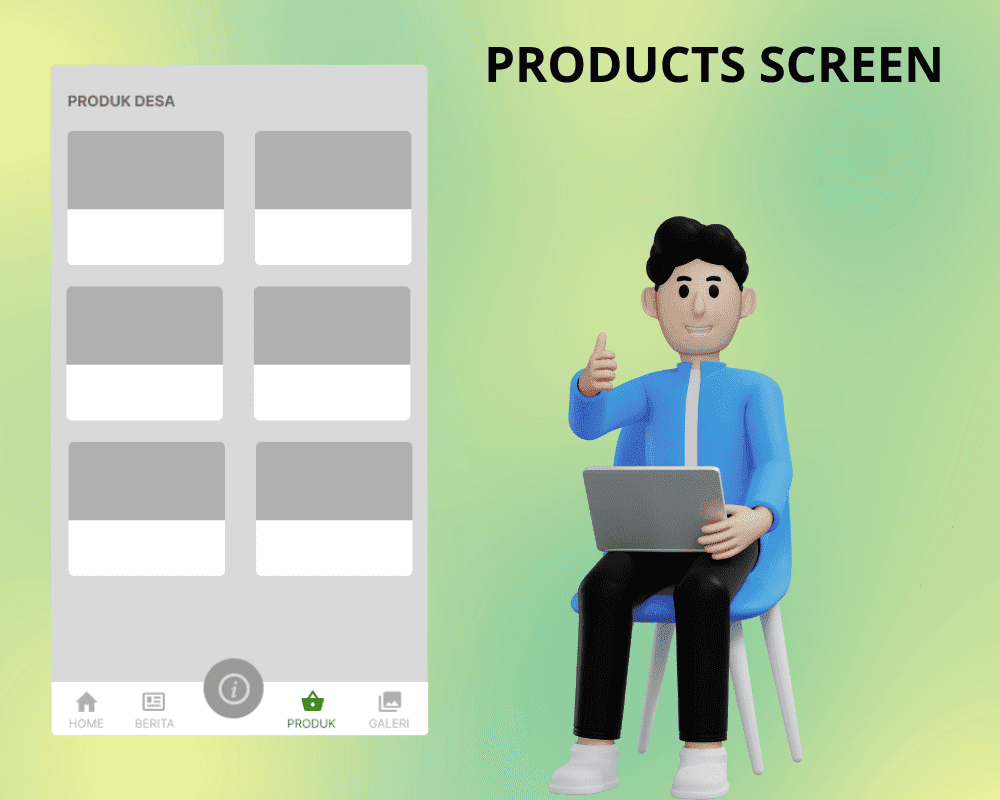 PRODUCTS SCREEN
PRODUK DESA
i
HOME
BERITA
PRODUK
GALERI